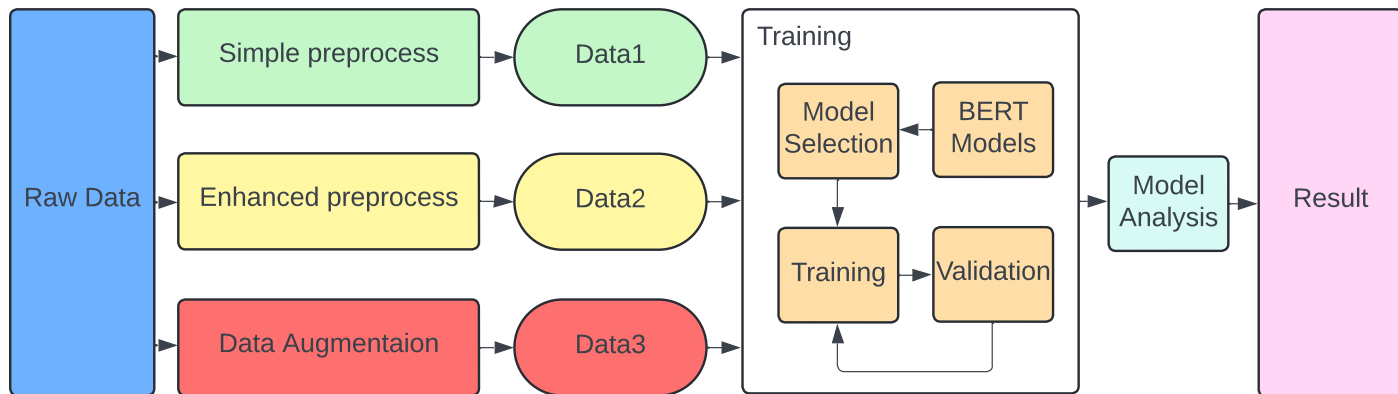 Raw Data
Simple preprocess
Data1
Enhanced preprocess
Data2
Data Augmentaion
Data3
Training
Model
Selection
BERT
Models
Training
Validation
Model
Analysis
Result